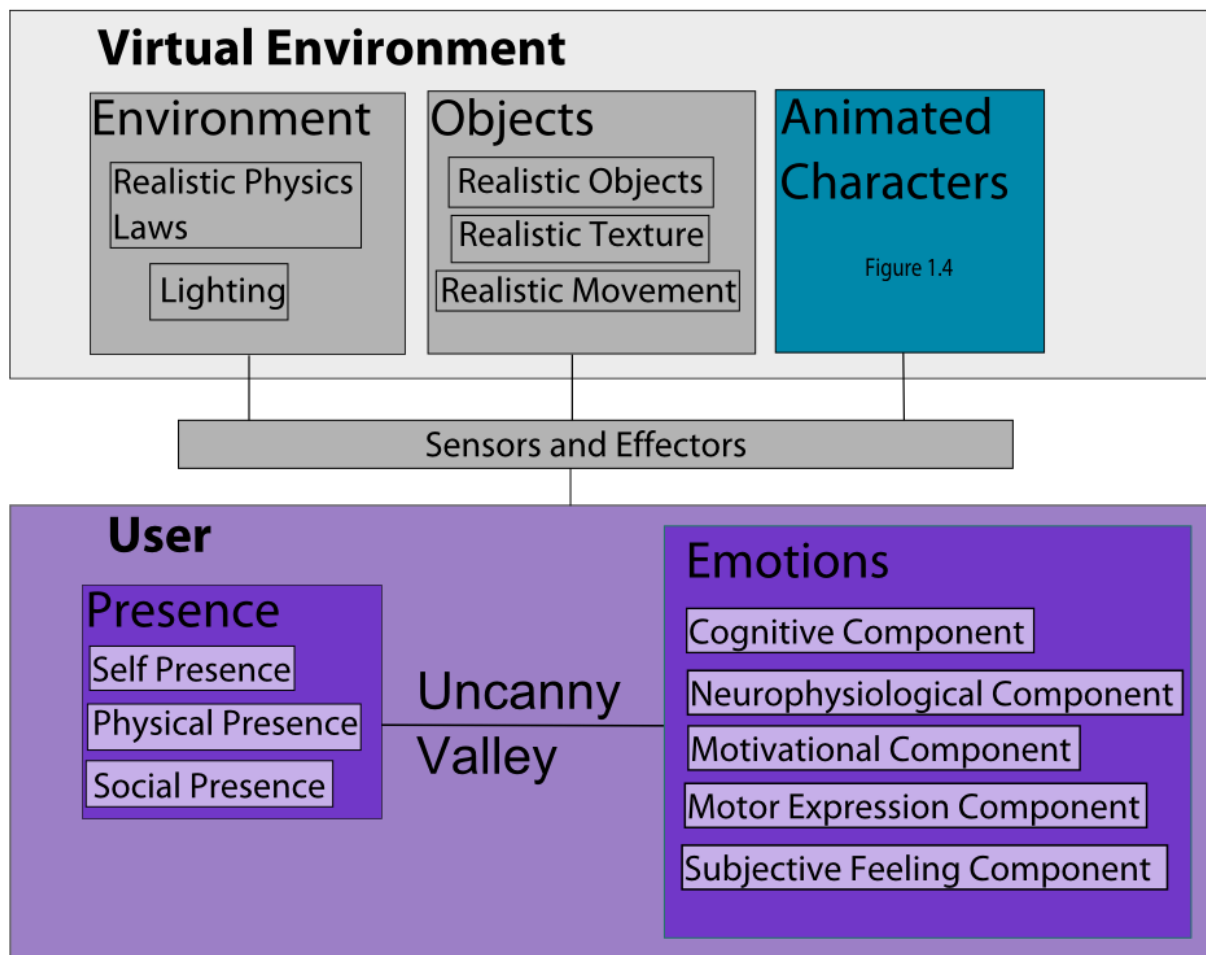 Virtual Environment
Environment
Realistic Physics
Laws
Lighting
Objects
Realistic Objects
Realistic Texture
Realistic Movement
Animated
Characters
Figure 1.4
Sensors and Effectors
User
Presence
Self Presence
Physical Presence
Social Presence
Uncanny
Valley
Emotions
Cognitive Component
Neurophysiological Component
Motivational Component
Motor Expression Component
Subjective Feeling Component